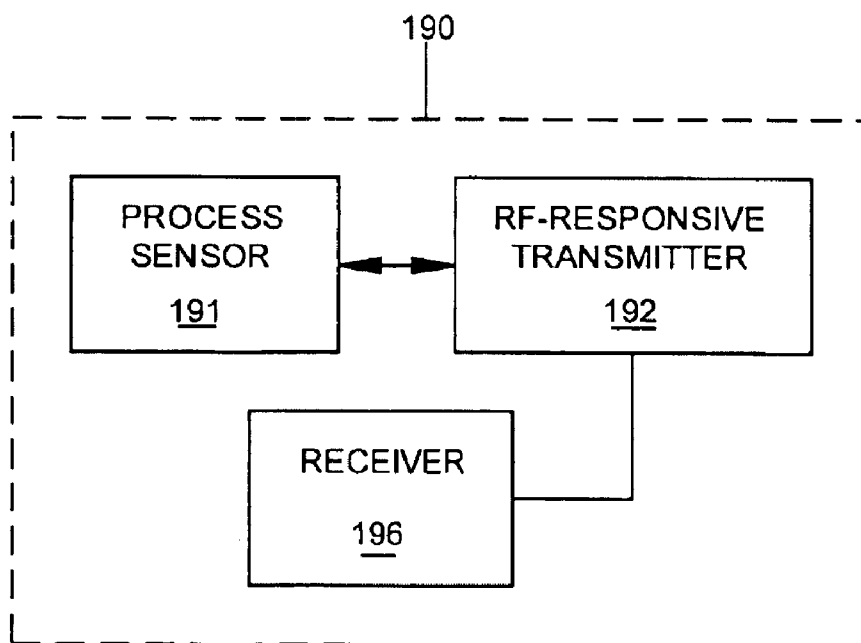 190
PROCESS
SENSOR
191
RF-RESPONSIVE
TRANSMITTER
192
RECEIVER
196